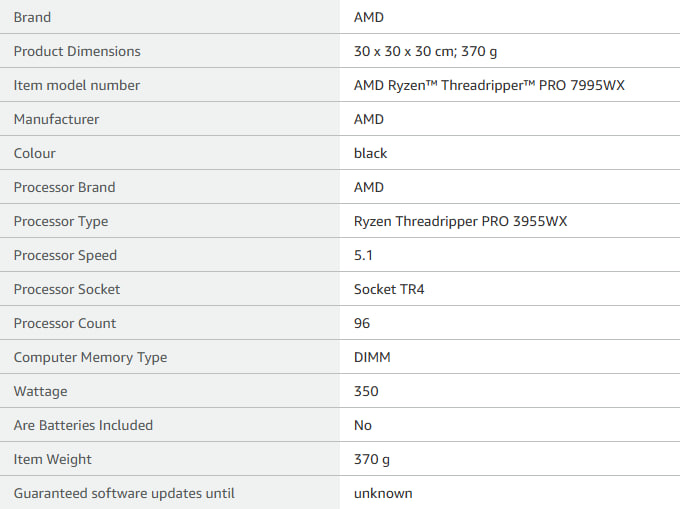 Brand AMD
Product Dimensions 30 x 30 x 30 cm; 370 g
Item model number AMD Ryzen™ Threadripper™ PRO 7995WX
Manufacturer AMD
Colour black
Processor Brand AMD
Processor Type Ryzen Threadripper PRO 3955WX
Processor Speed 5.1
Processor Socket Socket TR4
Processor Count 96
Computer Memory Type DIMM
Wattage 350
Are Batteries Included No
Item Weight 370 g
Guaranteed software updates until unknown